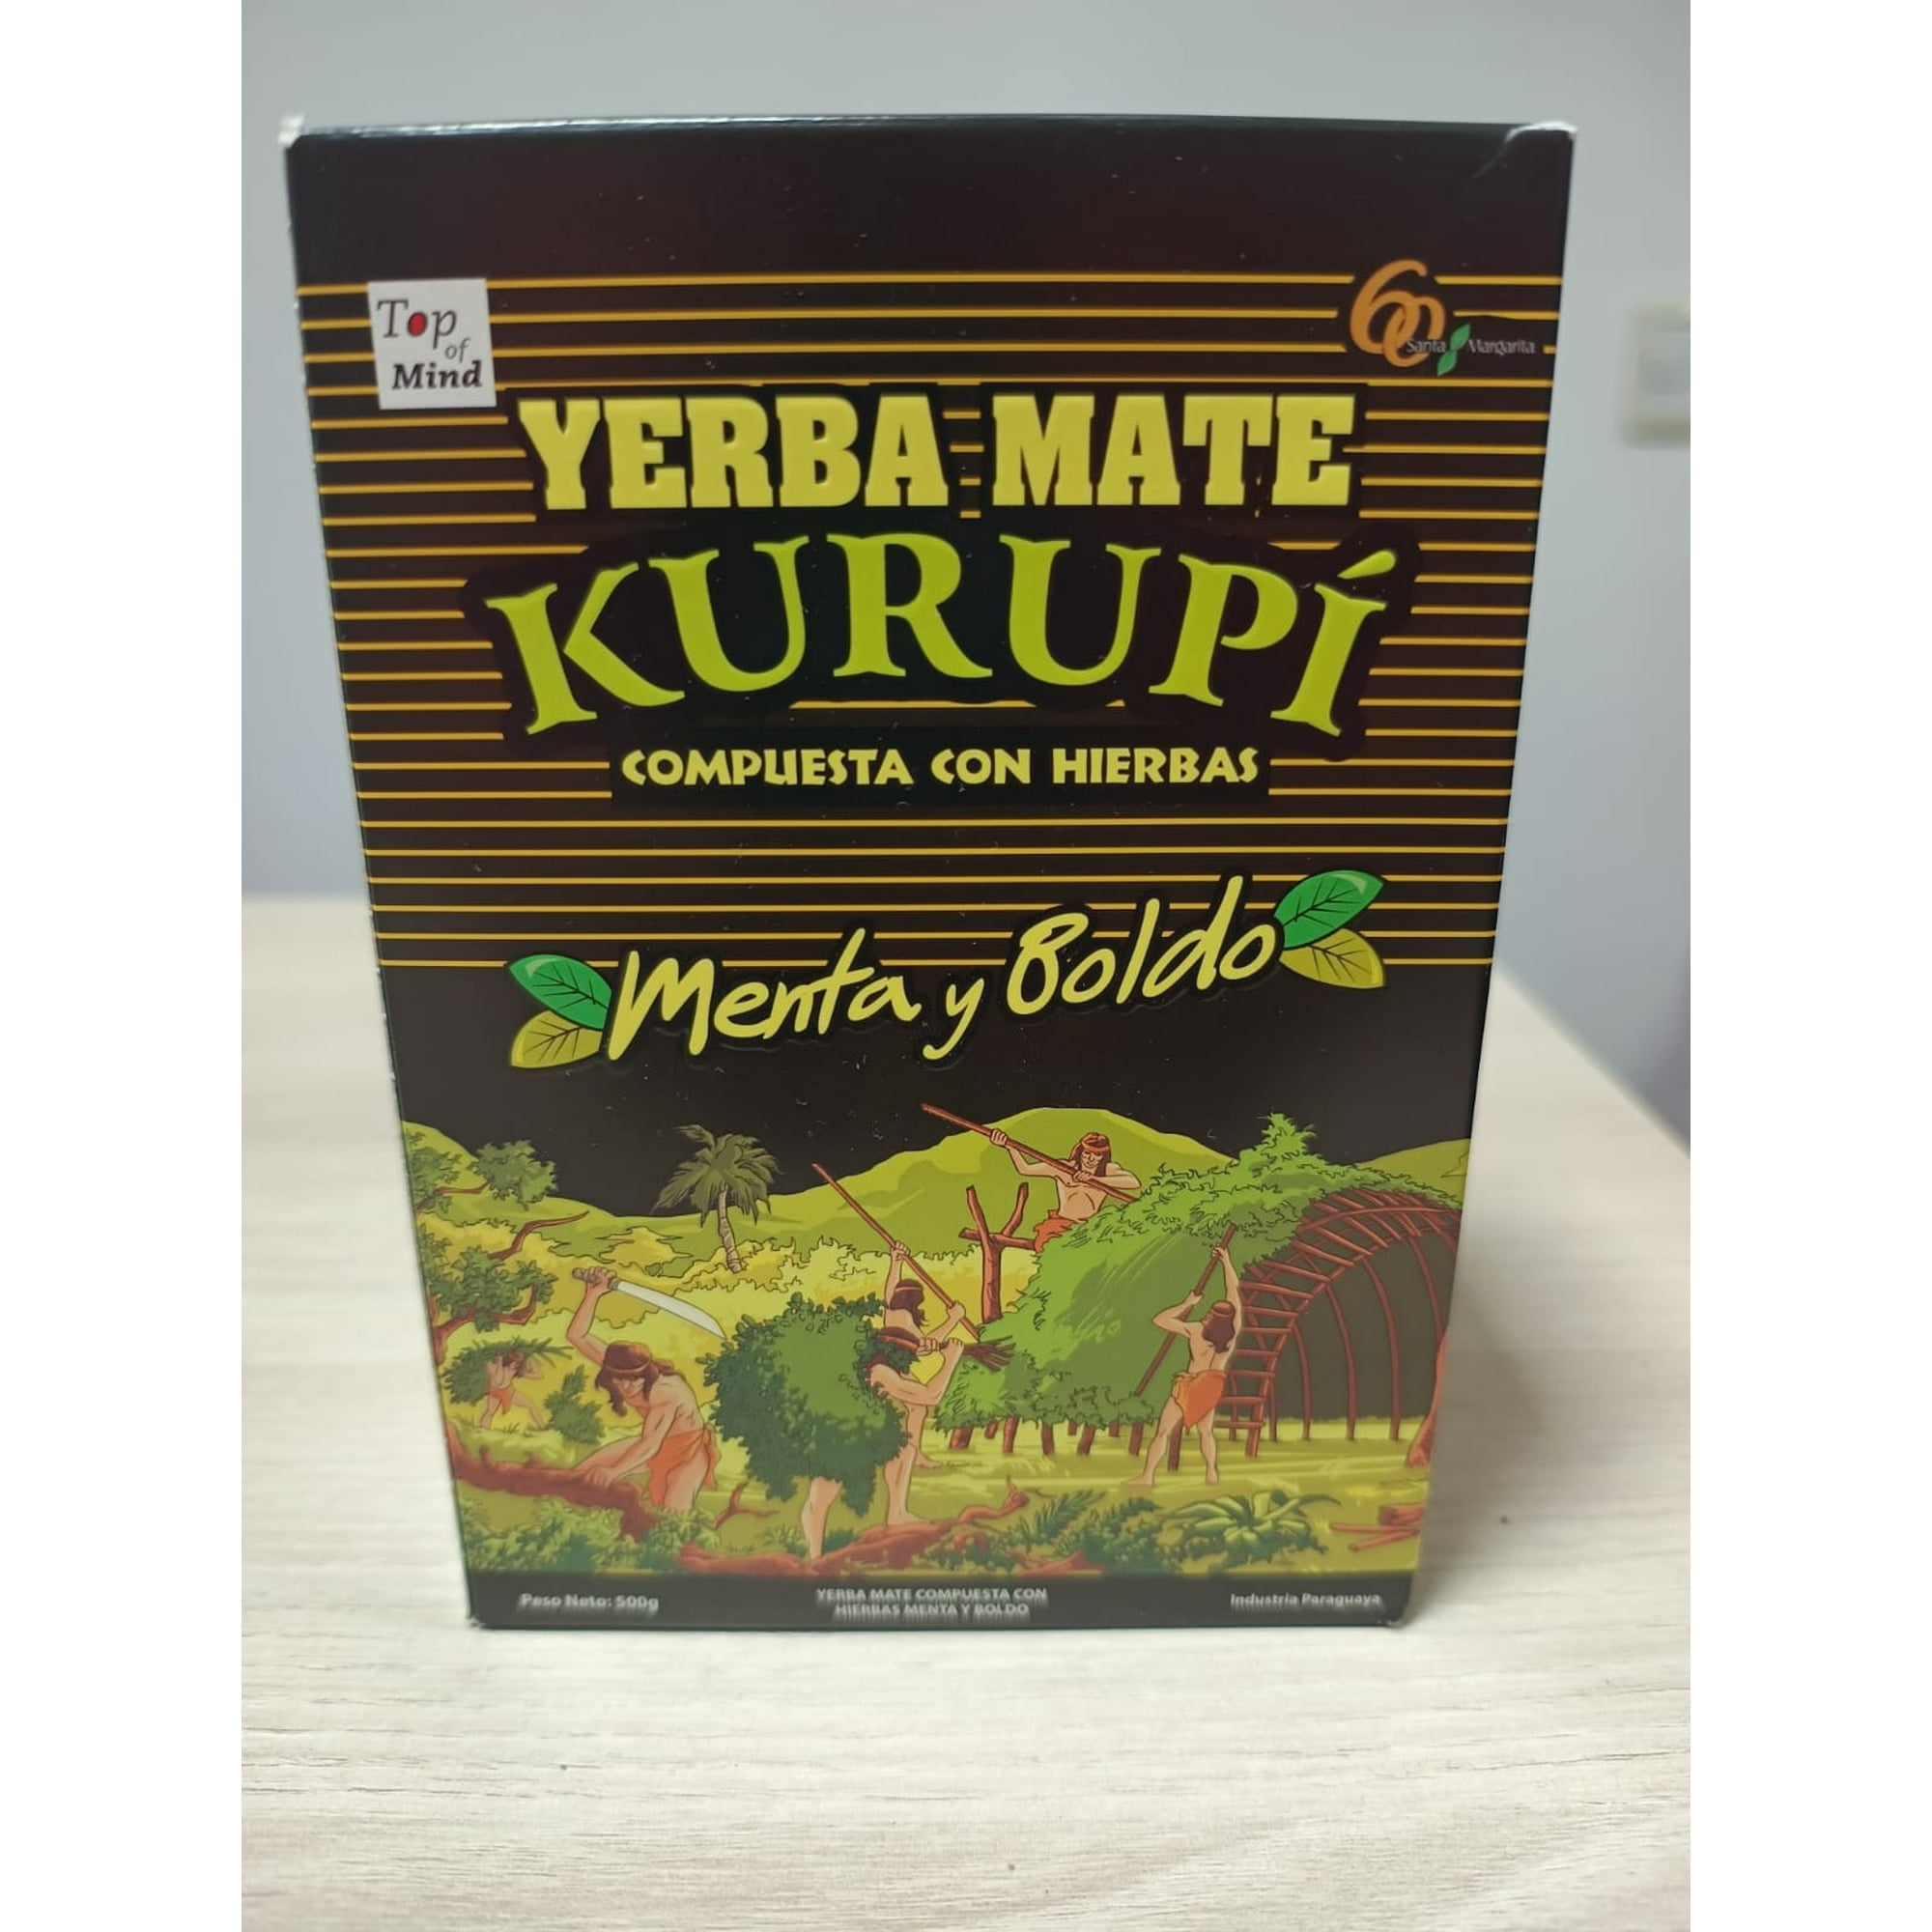 Top
of
Mind
60
Santa Margarita
YERBA MATE
KURUPÍ
COMPUESTA CON HIERBAS
Menta y Boldo
Peso Neto: 500g
YERBA MATE COMPUESTA CON
HIERBAS MENTA Y BOLDO
Industria Paraguaya